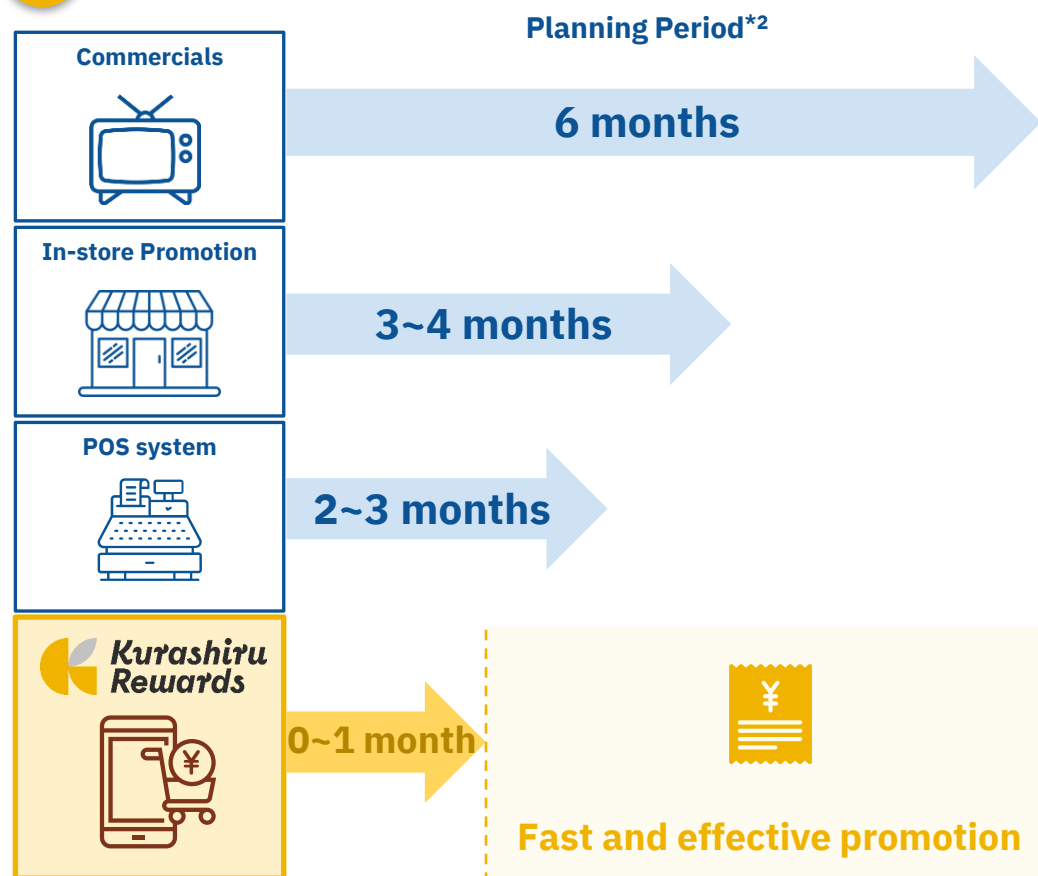 Planning Period*2
Commercials
6 months
In-store Promotion
3~4 months
POS system
2~3 months
Kurashiru
Rewards
¥
0~1 month
¥
Fast and effective promotion